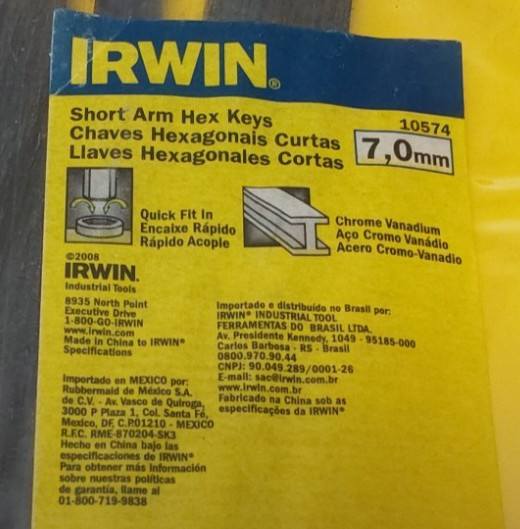 IRWIN®
Short Arm Hex Keys
Chaves Hexagonais Curtas
Llaves Hexagonales Cortas
10574
7,0mm
Quick Fit In
Encaixe Rápido
Rápido Acople
Chrome Vanadium
Aço Cromo Vanádio
Acero Cromo-Vanadio
©2008
IRWIN.
Industrial Tools
8935 North Point
Executive Drive
1-800-GO-IRWIN
www.irwin.com
Made in China to IRWIN®
Specifications
Importado e distribuído no Brasil por:
IRWIN® INDUSTRIAL TOOL
FERRAMENTAS DO BRASIL LTDA.
Av. Presidente Kennedy, 1049 - 95185-000
Carlos Barbosa - RS - Brasil
0800.970.90.44
CNPJ: 90.049.289/0001-26
E-mail: sac@irwin.com.br
www.irwin.com.br
Fabricado na China sob as
especificações da IRWIN®
Importado en MEXICO por:
Rubbermaid de México S.A.
de C.V. - Av. Vasco de Quiroga,
3000 P Plaza 1, Col. Santa Fé,
Mexico, DF, C.P.01210 - MEXICO
R.F.C. RME-870204-SK3
Hecho en China bajo las
especificaciones de IRWIN®
Para obtener más información
sobre nuestras políticas
de garantía, llame al
01-800-719-9838